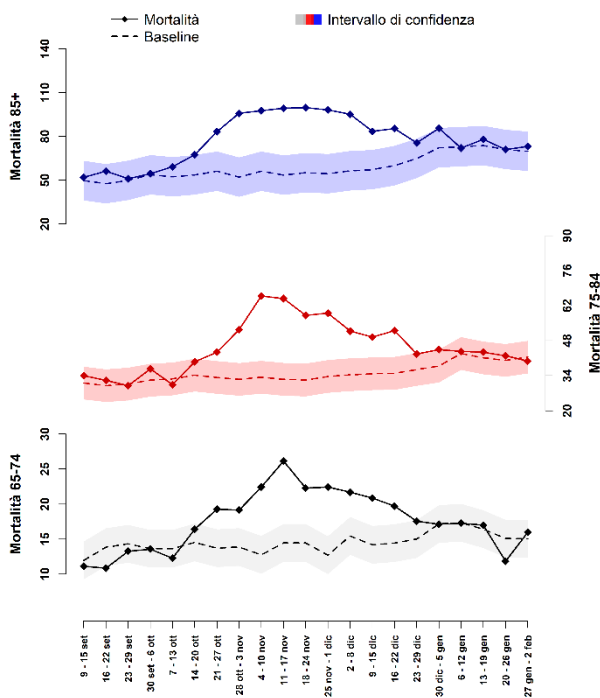 Mortalità
Baseline
Intervallo di confidenza
Mortalità 85+
140
110
80
50
20
Mortalità 75-84
90
76
62
48
34
20
Mortalità 65-74
30
25
20
15
10
9 - 15 set
16 - 22 set
23 - 29 set
30 set - 6 ott
7 - 13 ott
14 - 20 ott
21 - 27 ott
28 ott - 3 nov
4 - 10 nov
11 - 17 nov
18 - 24 nov
25 nov - 1 dic
2 - 8 dic
9 - 15 dic
16 - 22 dic
23 - 29 dic
30 dic - 5 gen
6 - 12 gen
13 - 19 gen
20 - 26 gen
27 gen - 2 feb